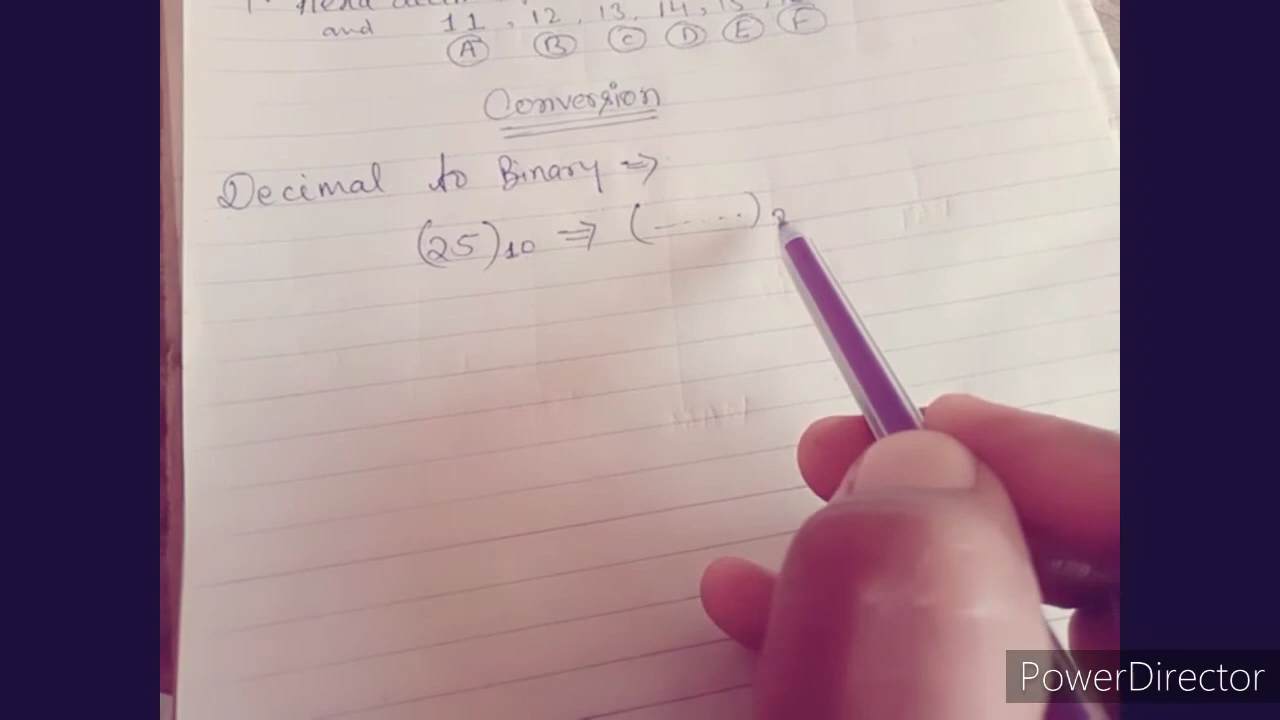 and 11, 12, 13, 14, 15,
A B C D E F
Conversion
Decimal to Binary ⇒
(25)10 ⇒ (.......)2
PowerDirector